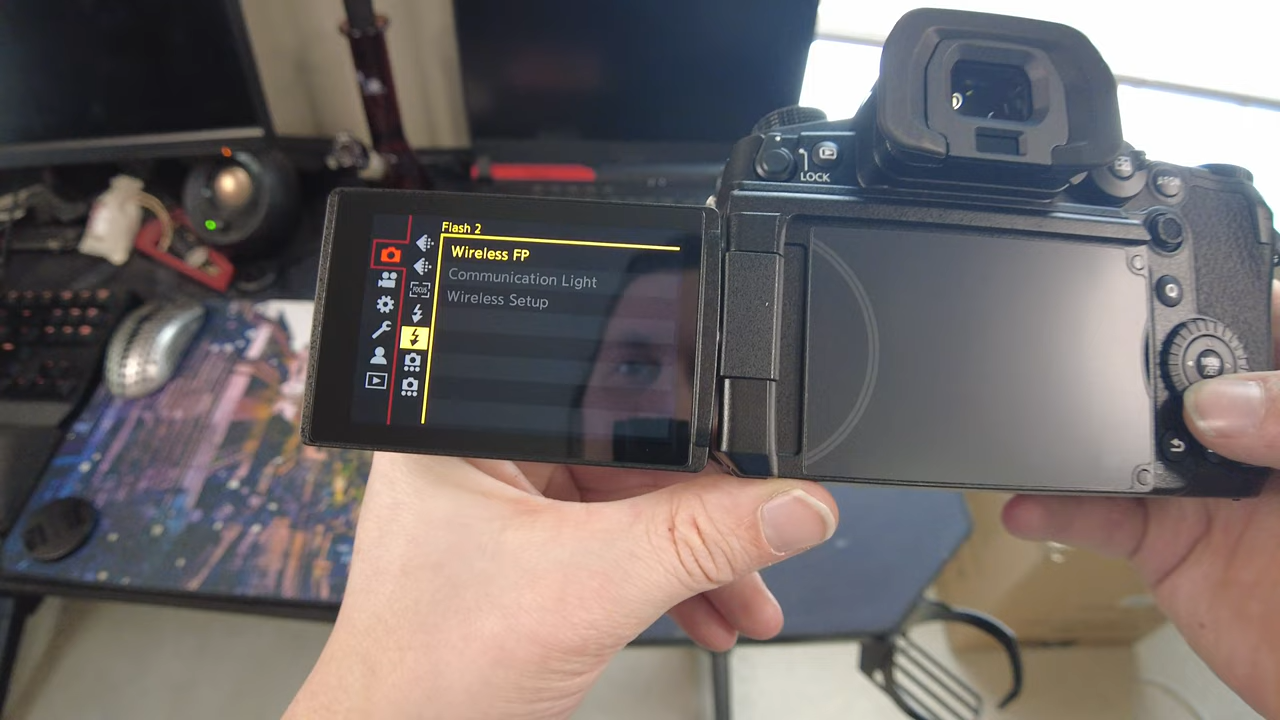 Flash 2
Wireless FP
Communication Light
Wireless Setup
FOCUS
LOCK
Q